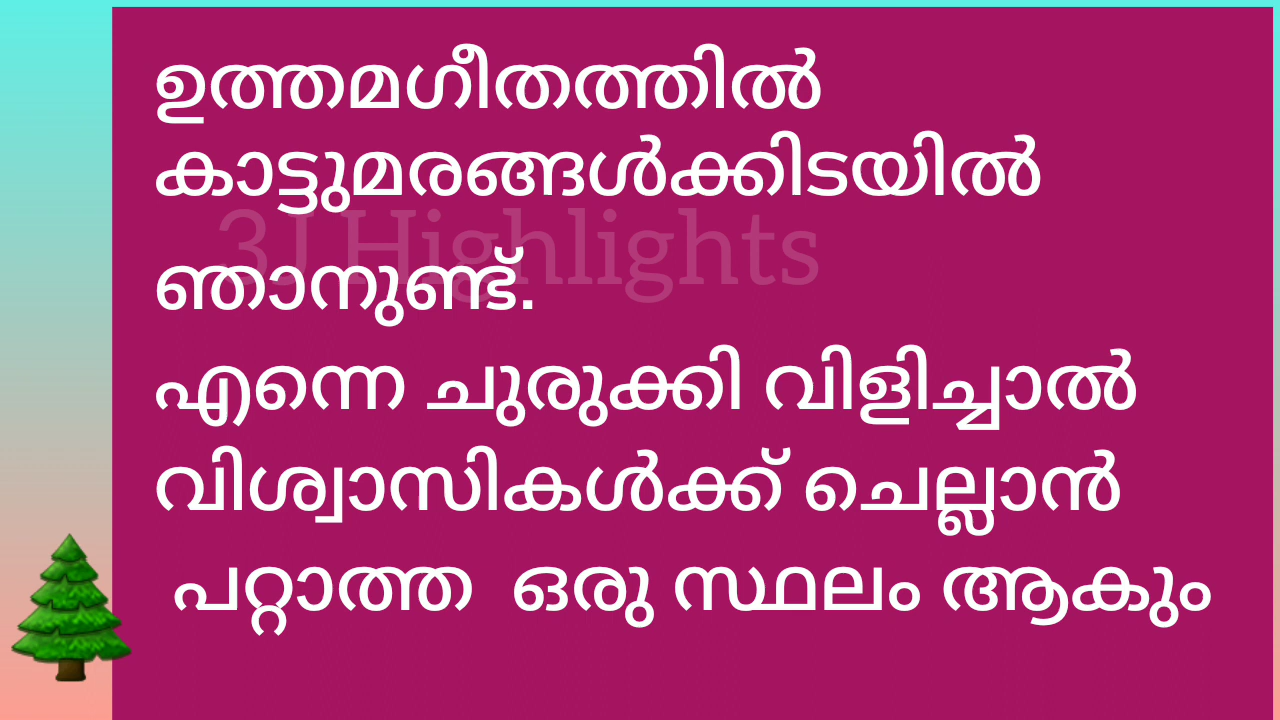 ഉത്തമഗീതത്തിൽ
കാട്ടുമരങ്ങൾക്കിടയിൽ
3J Highlights
ഞാനുണ്ട്.
എന്നെ ചുരുക്കി വിളിച്ചാൽ
വിശ്വാസികൾക്ക് ചെല്ലാൻ
പറ്റാത്ത ഒരു സ്ഥലം ആകും